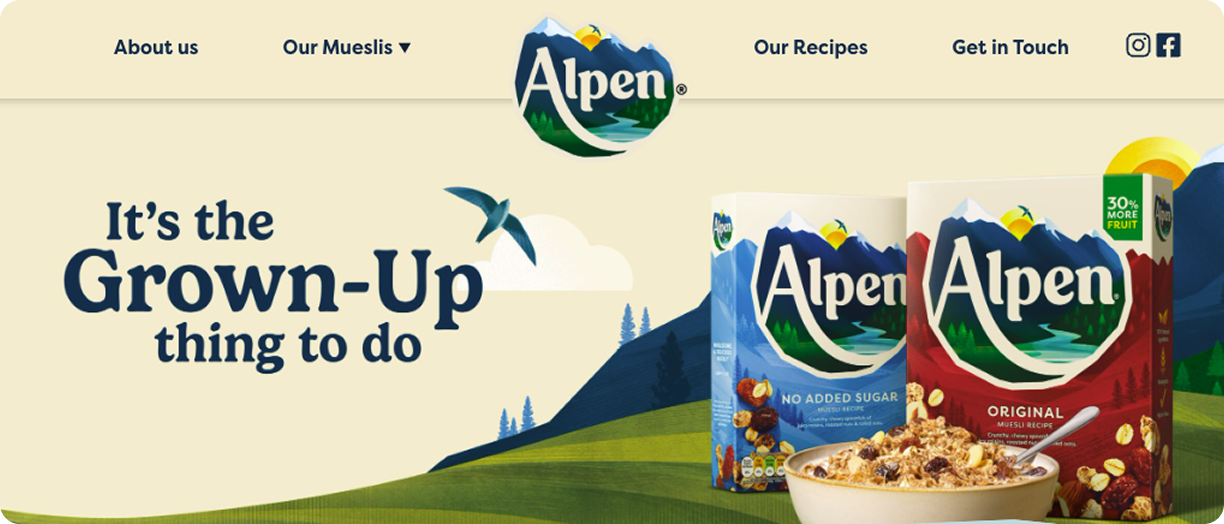 About us
Our Mueslis ▼
Alpen®
Our Recipes
Get in Touch
It's the
Grown-Up
thing to do
Alpen
Alpen
NO ADDED SUGAR
MUESLI RECIPE
30%
MORE
FRUIT
Alpen
ORIGINAL
MUESLI RECIPE